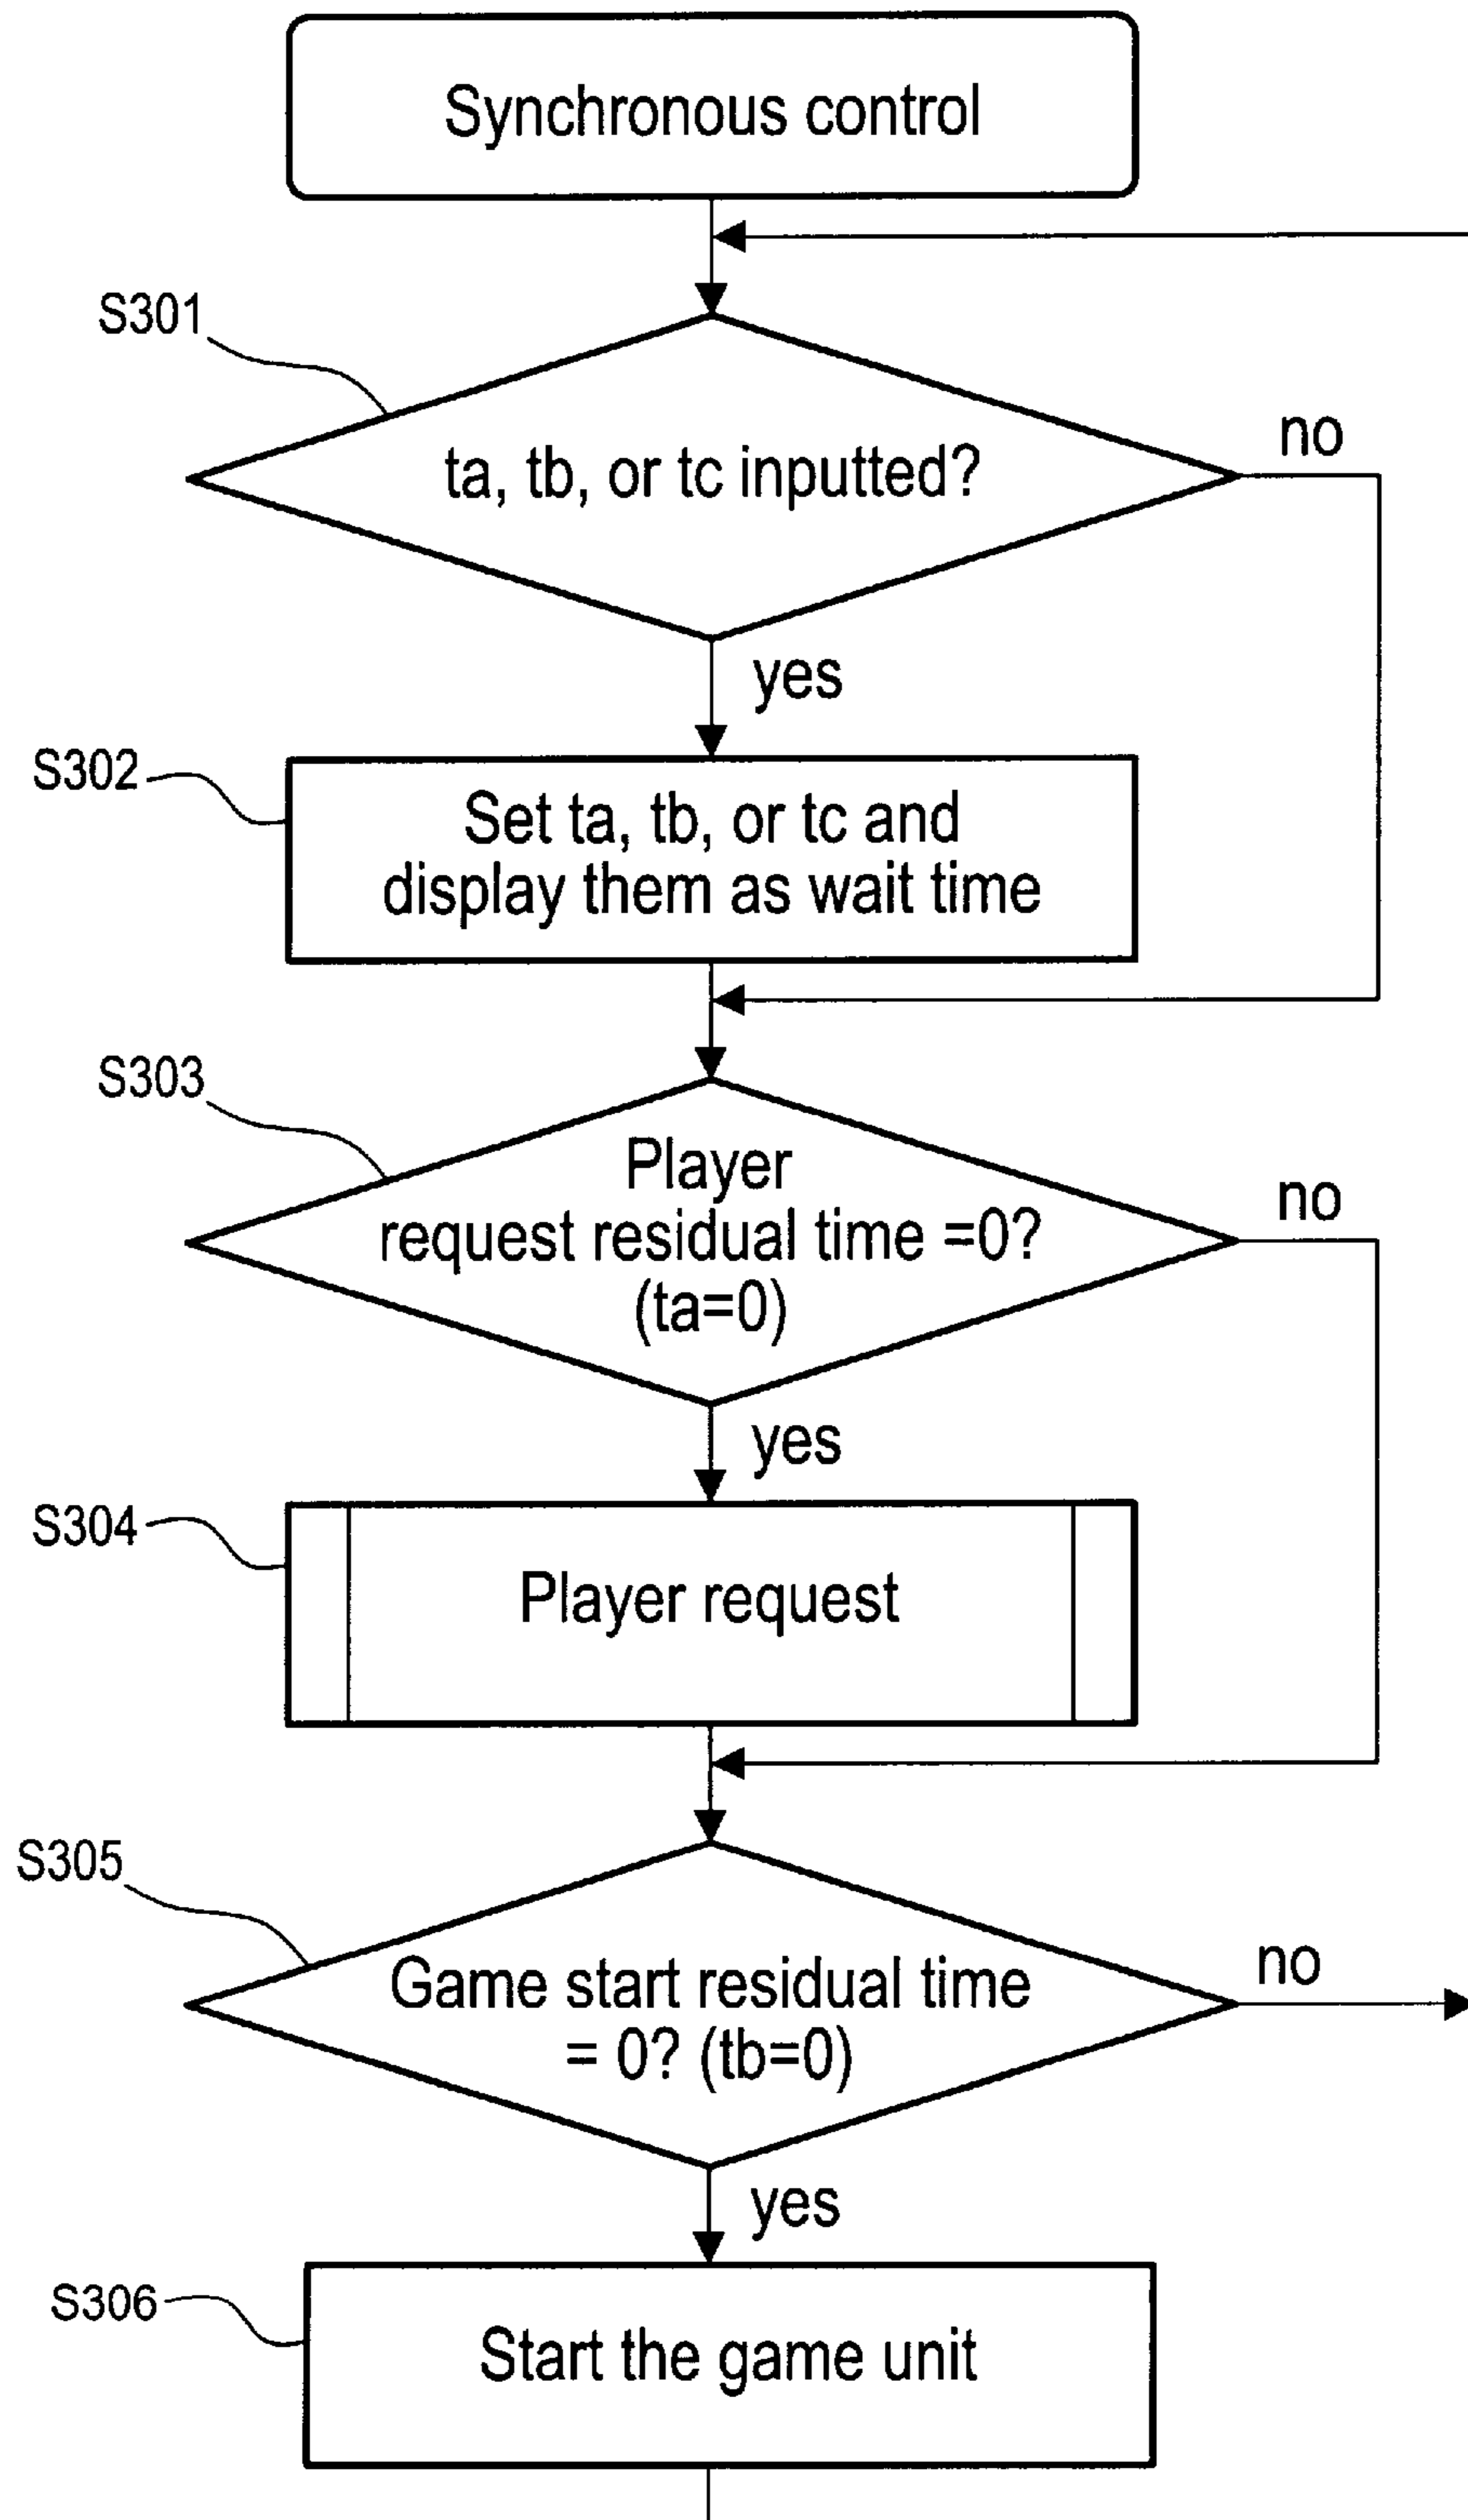 Synchronous control
S301
ta, tb, or tc inputted?
no
yes
S302
Set ta, tb, or tc and
display them as wait time
S303
Player
request residual time =0?
(ta=0)
no
yes
S304
Player request
S305
Game start residual time
= 0? (tb=0)
no
yes
S306
Start the game unit